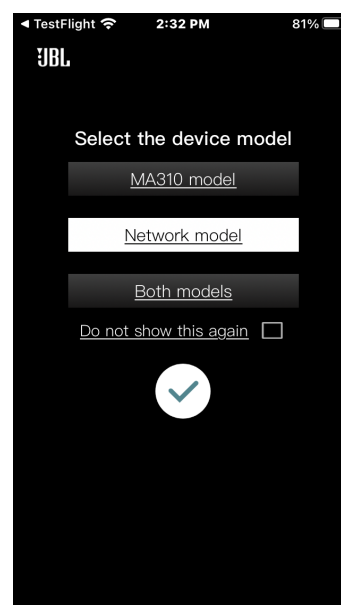 ◀ TestFlight 2:32 PM 81%
JBL
Select the device model
MA310 model
Network model
Both models
Do not show this again